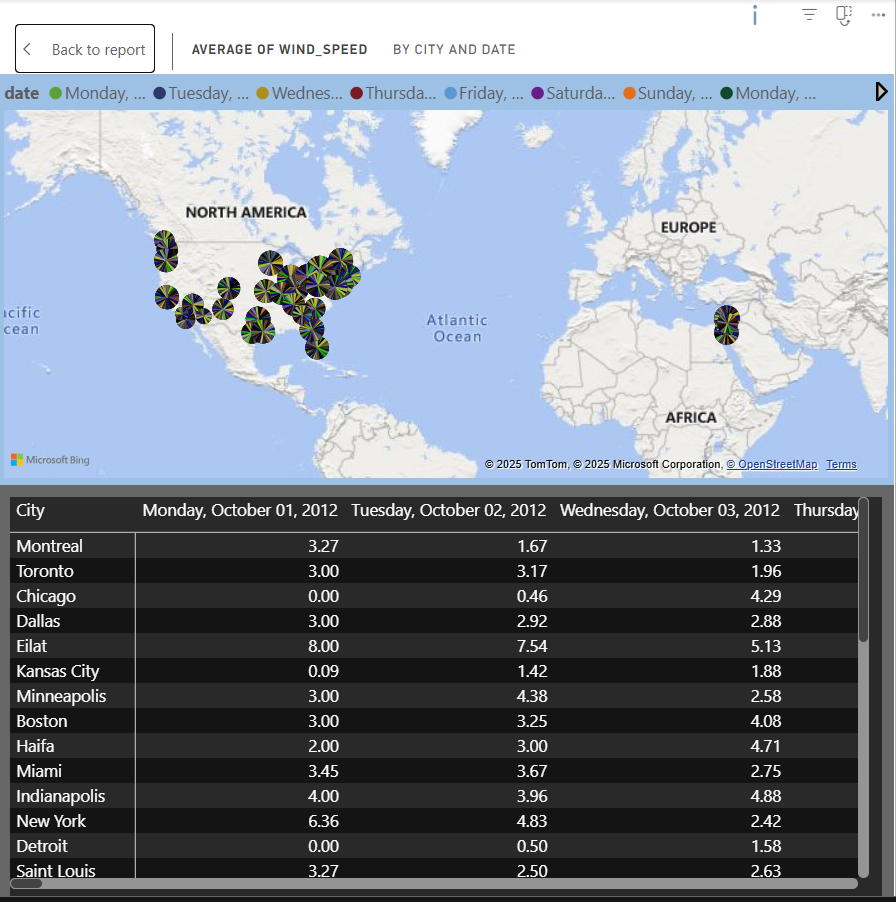 Back to report
AVERAGE OF WIND_SPEED BY CITY AND DATE
date Monday, ... Tuesday, ... Wednes... Thursda... Friday, ... Saturda... Sunday, ... Monday, ...
NORTH AMERICA
EUROPE
acific
cean
Atlantic
Ocean
AFRICA
Microsoft Bing
© 2025 TomTom, © 2025 Microsoft Corporation, © OpenStreetMap Terms
City Monday, October 01, 2012 Tuesday, October 02, 2012 Wednesday, October 03, 2012 Thursday
Montreal 3.27 1.67 1.33
Toronto 3.00 3.17 1.96
Chicago 0.00 0.46 4.29
Dallas 3.00 2.92 2.88
Eilat 8.00 7.54 5.13
Kansas City 0.09 1.42 1.88
Minneapolis 3.00 4.38 2.58
Boston 3.00 3.25 4.08
Haifa 2.00 3.00 4.71
Miami 3.45 3.67 2.75
Indianapolis 4.00 3.96 4.88
New York 6.36 4.83 2.42
Detroit 0.00 0.50 1.58
Saint Louis 3.27 2.50 2.63